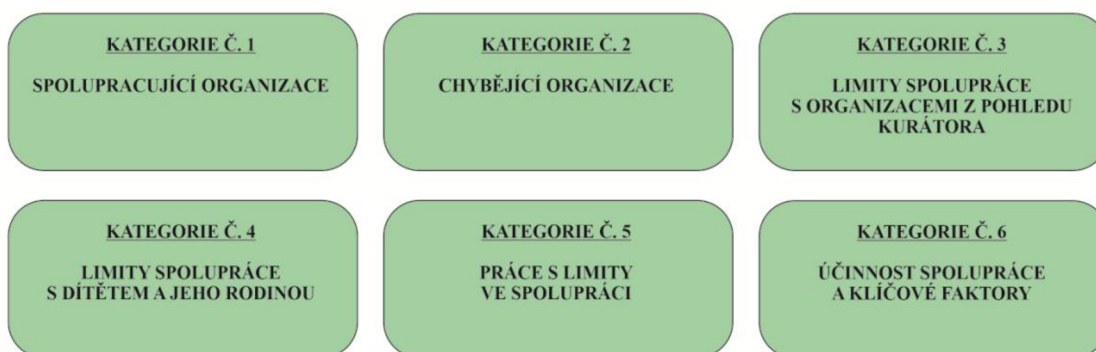 KATEGORIE Č. 1
SPOLUPRACUJÍCÍ ORGANIZACE
KATEGORIE Č. 2
CHYBĚJÍCÍ ORGANIZACE
KATEGORIE Č. 3
LIMITY SPOLUPRÁCE
S ORGANIZACEMI Z POHLEDU
KURÁTORA
KATEGORIE Č. 4
LIMITY SPOLUPRÁCE
S DÍTĚTEM A JEHO RODINOU
KATEGORIE Č. 5
PRÁCE S LIMITY
VE SPOLUPRÁCI
KATEGORIE Č. 6
ÚČINNOST SPOLUPRÁCE
A KLÍČOVÉ FAKTORY